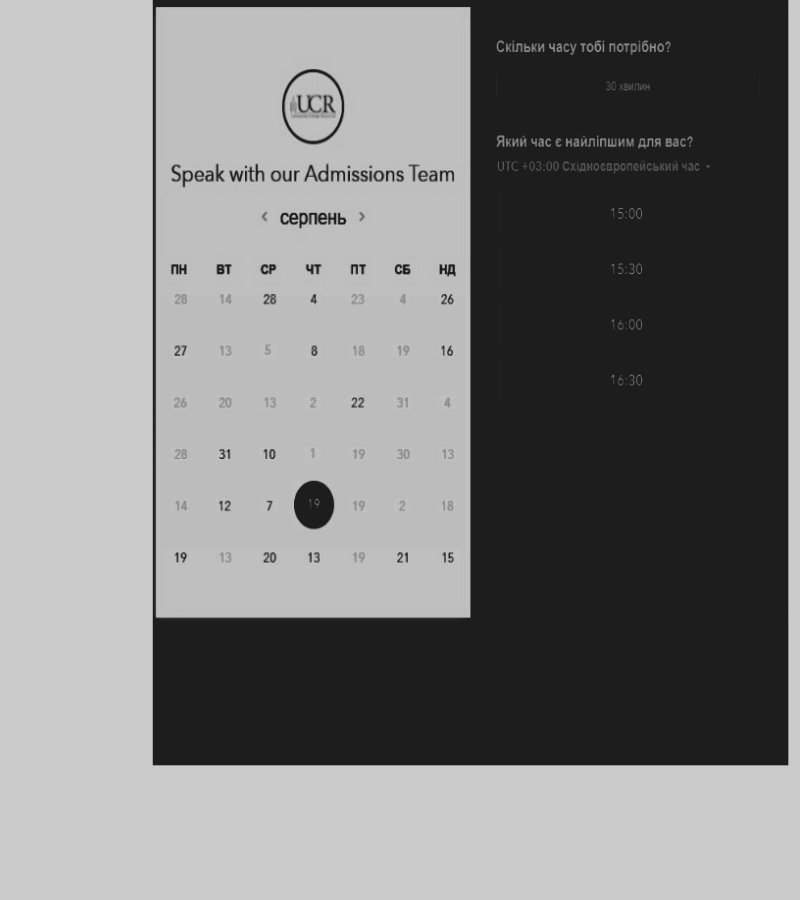 UCR
Speak with our Admissions Team
‹ серпень ›
ПН ВТ СР ЧТ ПТ СБ НД
28 14 28 4 23 4 26
27 13 5 8 18 19 16
26 20 13 2 22 31 4
28 31 10 1 19 30 13
14 12 7 19 19 2 18
19 13 20 13 19 21 15
Скільки часу тобі потрібно?
30 хвилин
Який час є найліпшим для вас?
UTC +03:00 Східноєвропейський час
15:00
15:30
16:00
16:30